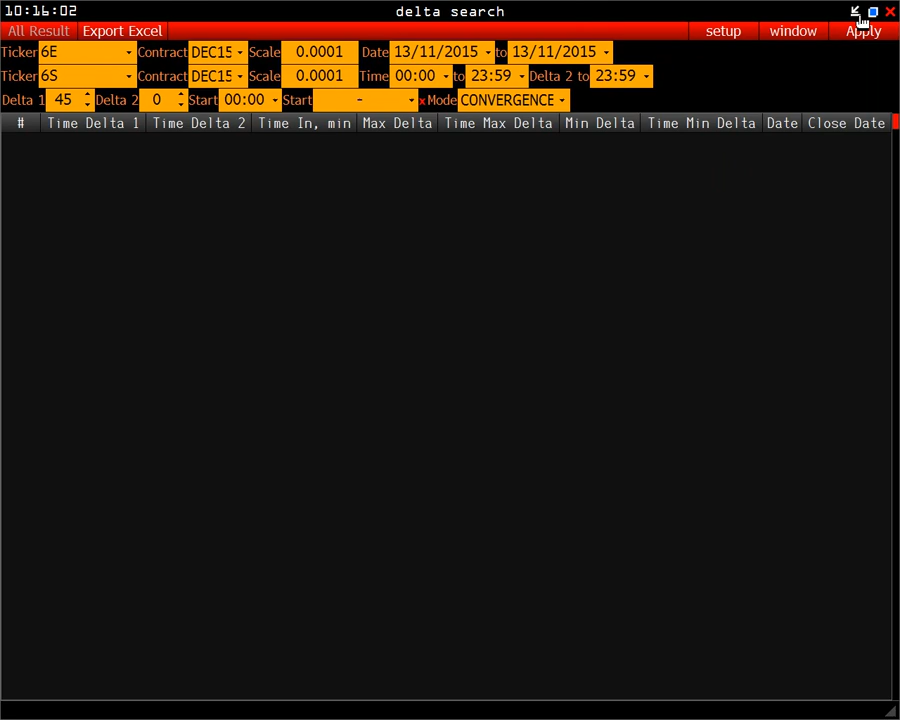 10:16:02 delta search
All Result Export Excel setup window Apply
Ticker 6E Contract DEC15 Scale 0.0001 Date 13/11/2015 to 13/11/2015
Ticker 6S Contract DEC15 Scale 0.0001 Time 00:00 to 23:59 Delta 2 to 23:59
Delta 1 45 Delta 2 0 Start 00:00 Start - x Mode CONVERGENCE
# Time Delta 1 Time Delta 2 Time In, min Max Delta Time Max Delta Min Delta Time Min Delta Date Close Date